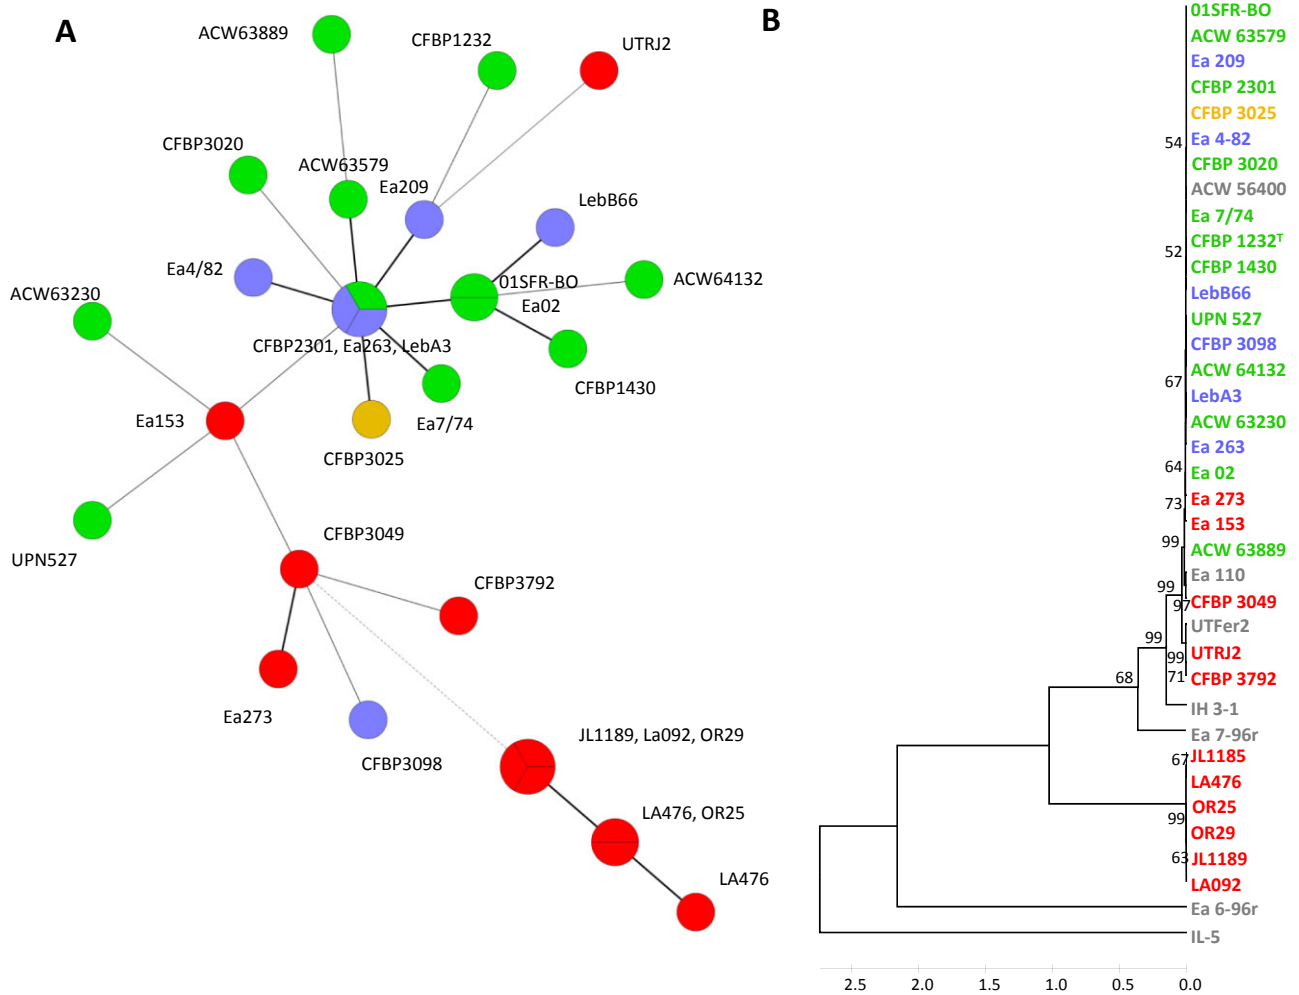 A
ACW63889
CFBP1232
UTRJ2
CFBP3020
ACW63579
Ea209
LebB66
Ea4/82
01SFR-BO
Ea02
ACW64132
ACW63230
CFBP2301, Ea263, LebA3
CFBP1430
Ea153
Ea7/74
CFBP3025
UPN527
CFBP3049
CFBP3792
Ea273
CFBP3098
JL1189, La092, OR29
LA476, OR25
LA476
B
01SFR-BO
ACW 63579
Ea 209
CFBP 2301
CFBP 3025
54
Ea 4-82
CFBP 3020
ACW 56400
Ea 7/74
CFBP 1232ᵀ
52
CFBP 1430
LebB66
UPN 527
CFBP 3098
ACW 64132
67
LebA3
ACW 63230
Ea 263
64
Ea 02
Ea 273
73
Ea 153
99
ACW 63889
Ea 110
99
CFBP 3049
97
UTFer2
99
UTRJ2
99
CFBP 3792
71
68
IH 3-1
Ea 7-96r
67
JL1185
LA476
OR25
99
OR29
63
JL1189
LA092
Ea 6-96r
IL-5
2.5 2.0 1.5 1.0 0.5 0.0